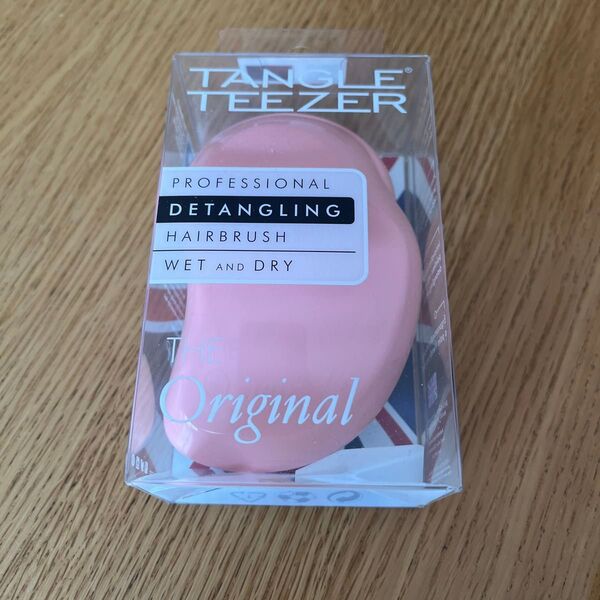 TANGLE®
TEEZER
PROFESSIONAL
DETANGLING
HAIRBRUSH
WET AND DRY
THE
Original